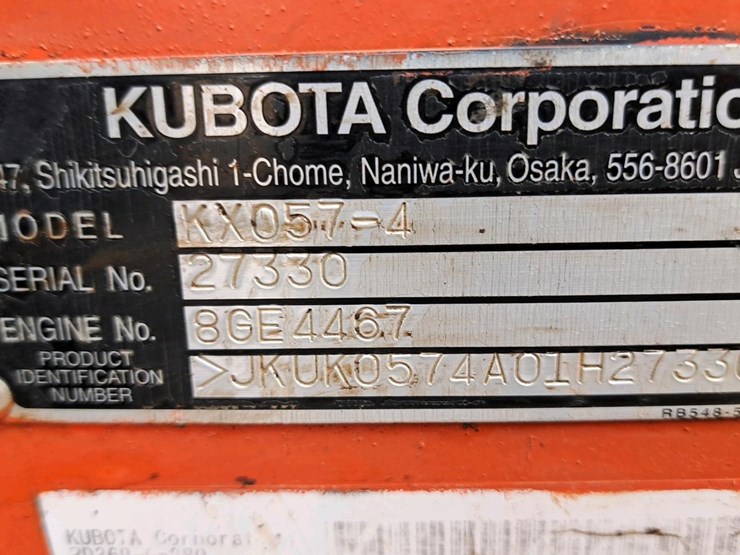 KUBOTA Corporatio
47, Shikitsuhigashi 1-Chome, Naniwa-ku, Osaka, 556-8601 J
MODEL KX057-4
SERIAL No. 27330
ENGINE No. 8GE4467
PRODUCT
IDENTIFICATION
NUMBER
>JKUK0574A01H27330
RB548-5
KUBOTA Corporat